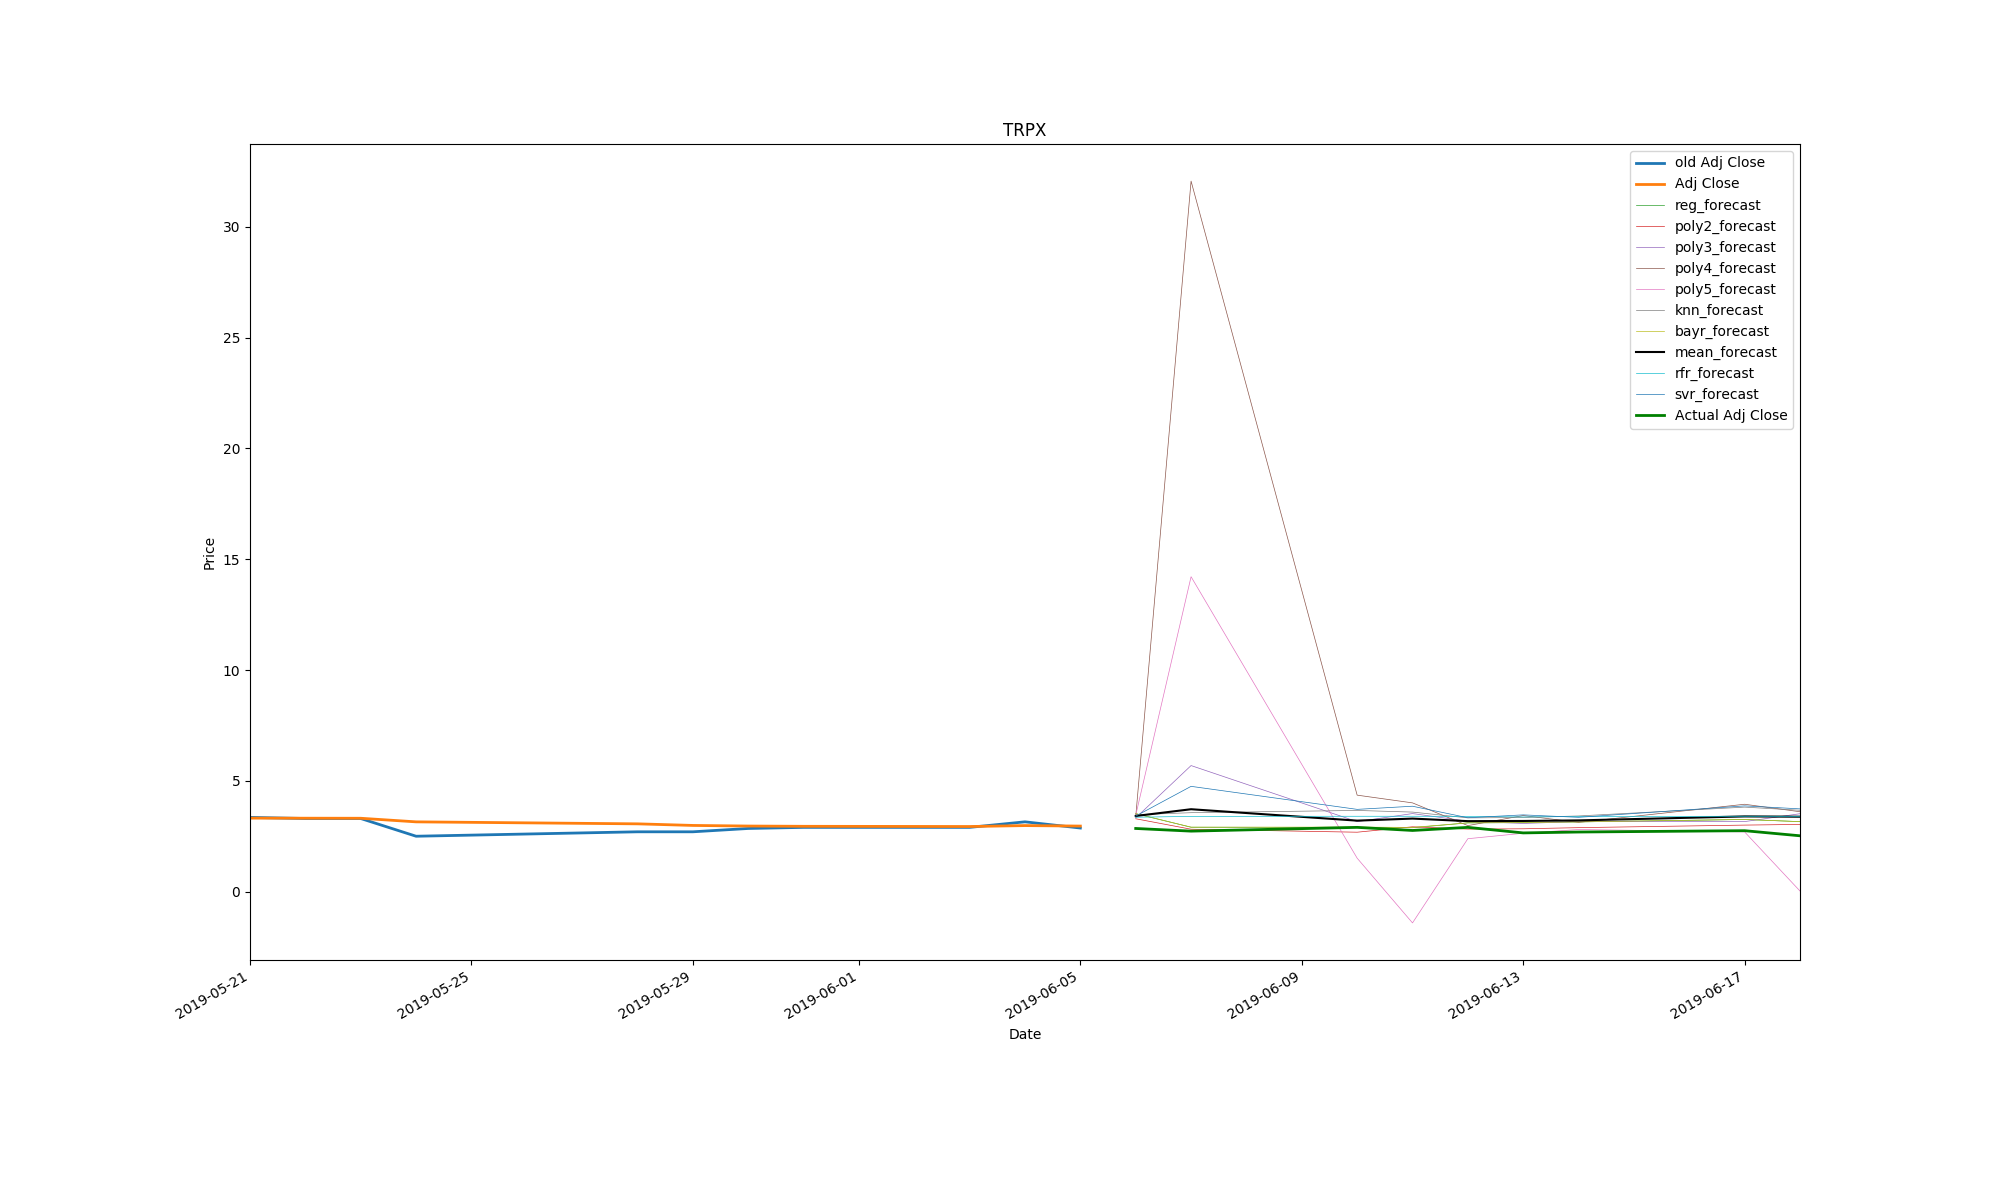 TRPX
old Adj Close
Adj Close
reg_forecast
poly2_forecast
poly3_forecast
poly4_forecast
poly5_forecast
knn_forecast
bayr_forecast
mean_forecast
rfr_forecast
svr_forecast
Actual Adj Close
30
25
20
15
10
5
0
Price
2019-05-21
2019-05-25
2019-05-29
2019-06-01
2019-06-05
2019-06-09
2019-06-13
2019-06-17
Date